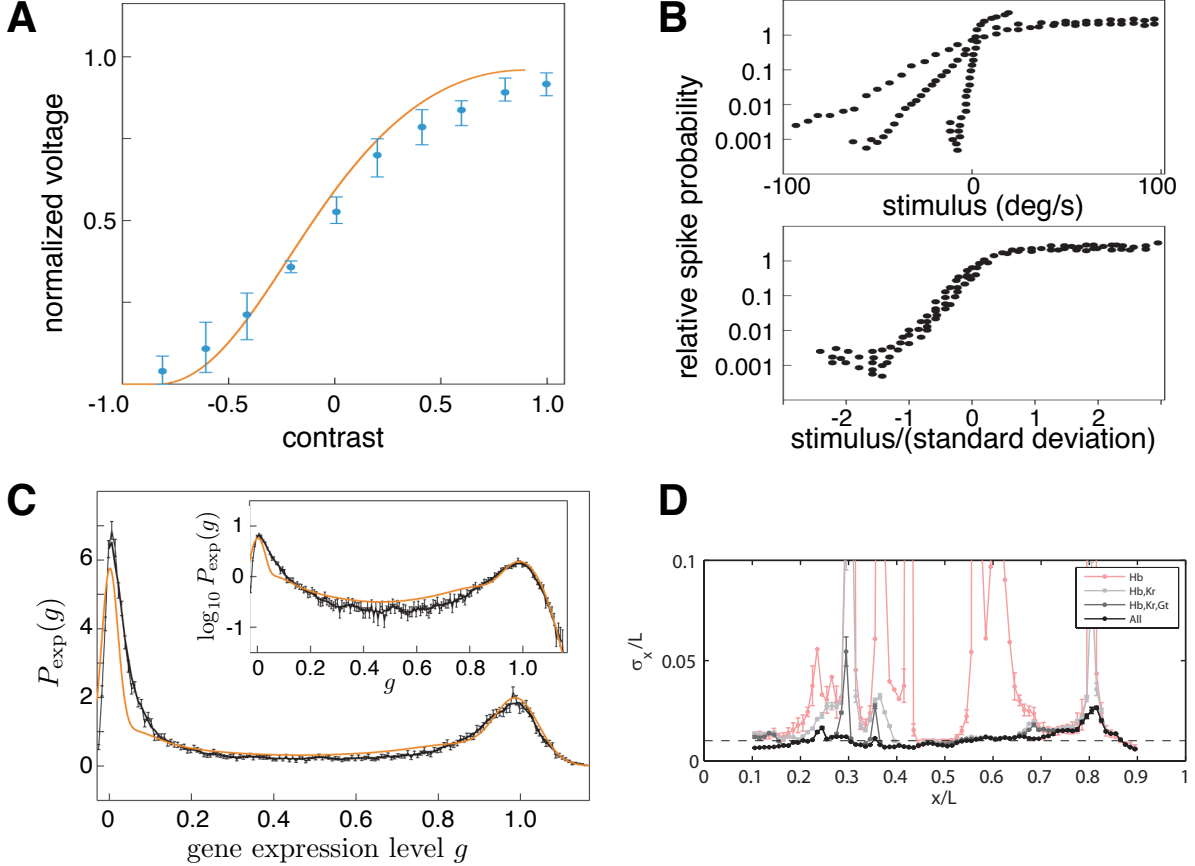 A
1.0
0.5
normalized voltage
-1.0
-0.5
0
0.5
1.0
contrast
B
1
0.1
0.01
0.001
-100
0
100
stimulus (deg/s)
relative spike probability
1
0.1
0.01
0.001
-2
-1
0
1
2
stimulus/(standard deviation)
C
6
4
2
0
P_exp(g)
0
0.2
0.4
0.6
0.8
1.0
gene expression level g
1
0
-1
log10 P_exp(g)
0
0.2
0.4
0.6
0.8
1.0
g
D
0.1
0.05
0
σx/L
Hb
Hb,Kr
Hb,Kr,Gt
All
0
0.1
0.2
0.3
0.4
0.5
0.6
0.7
0.8
0.9
1
x/L